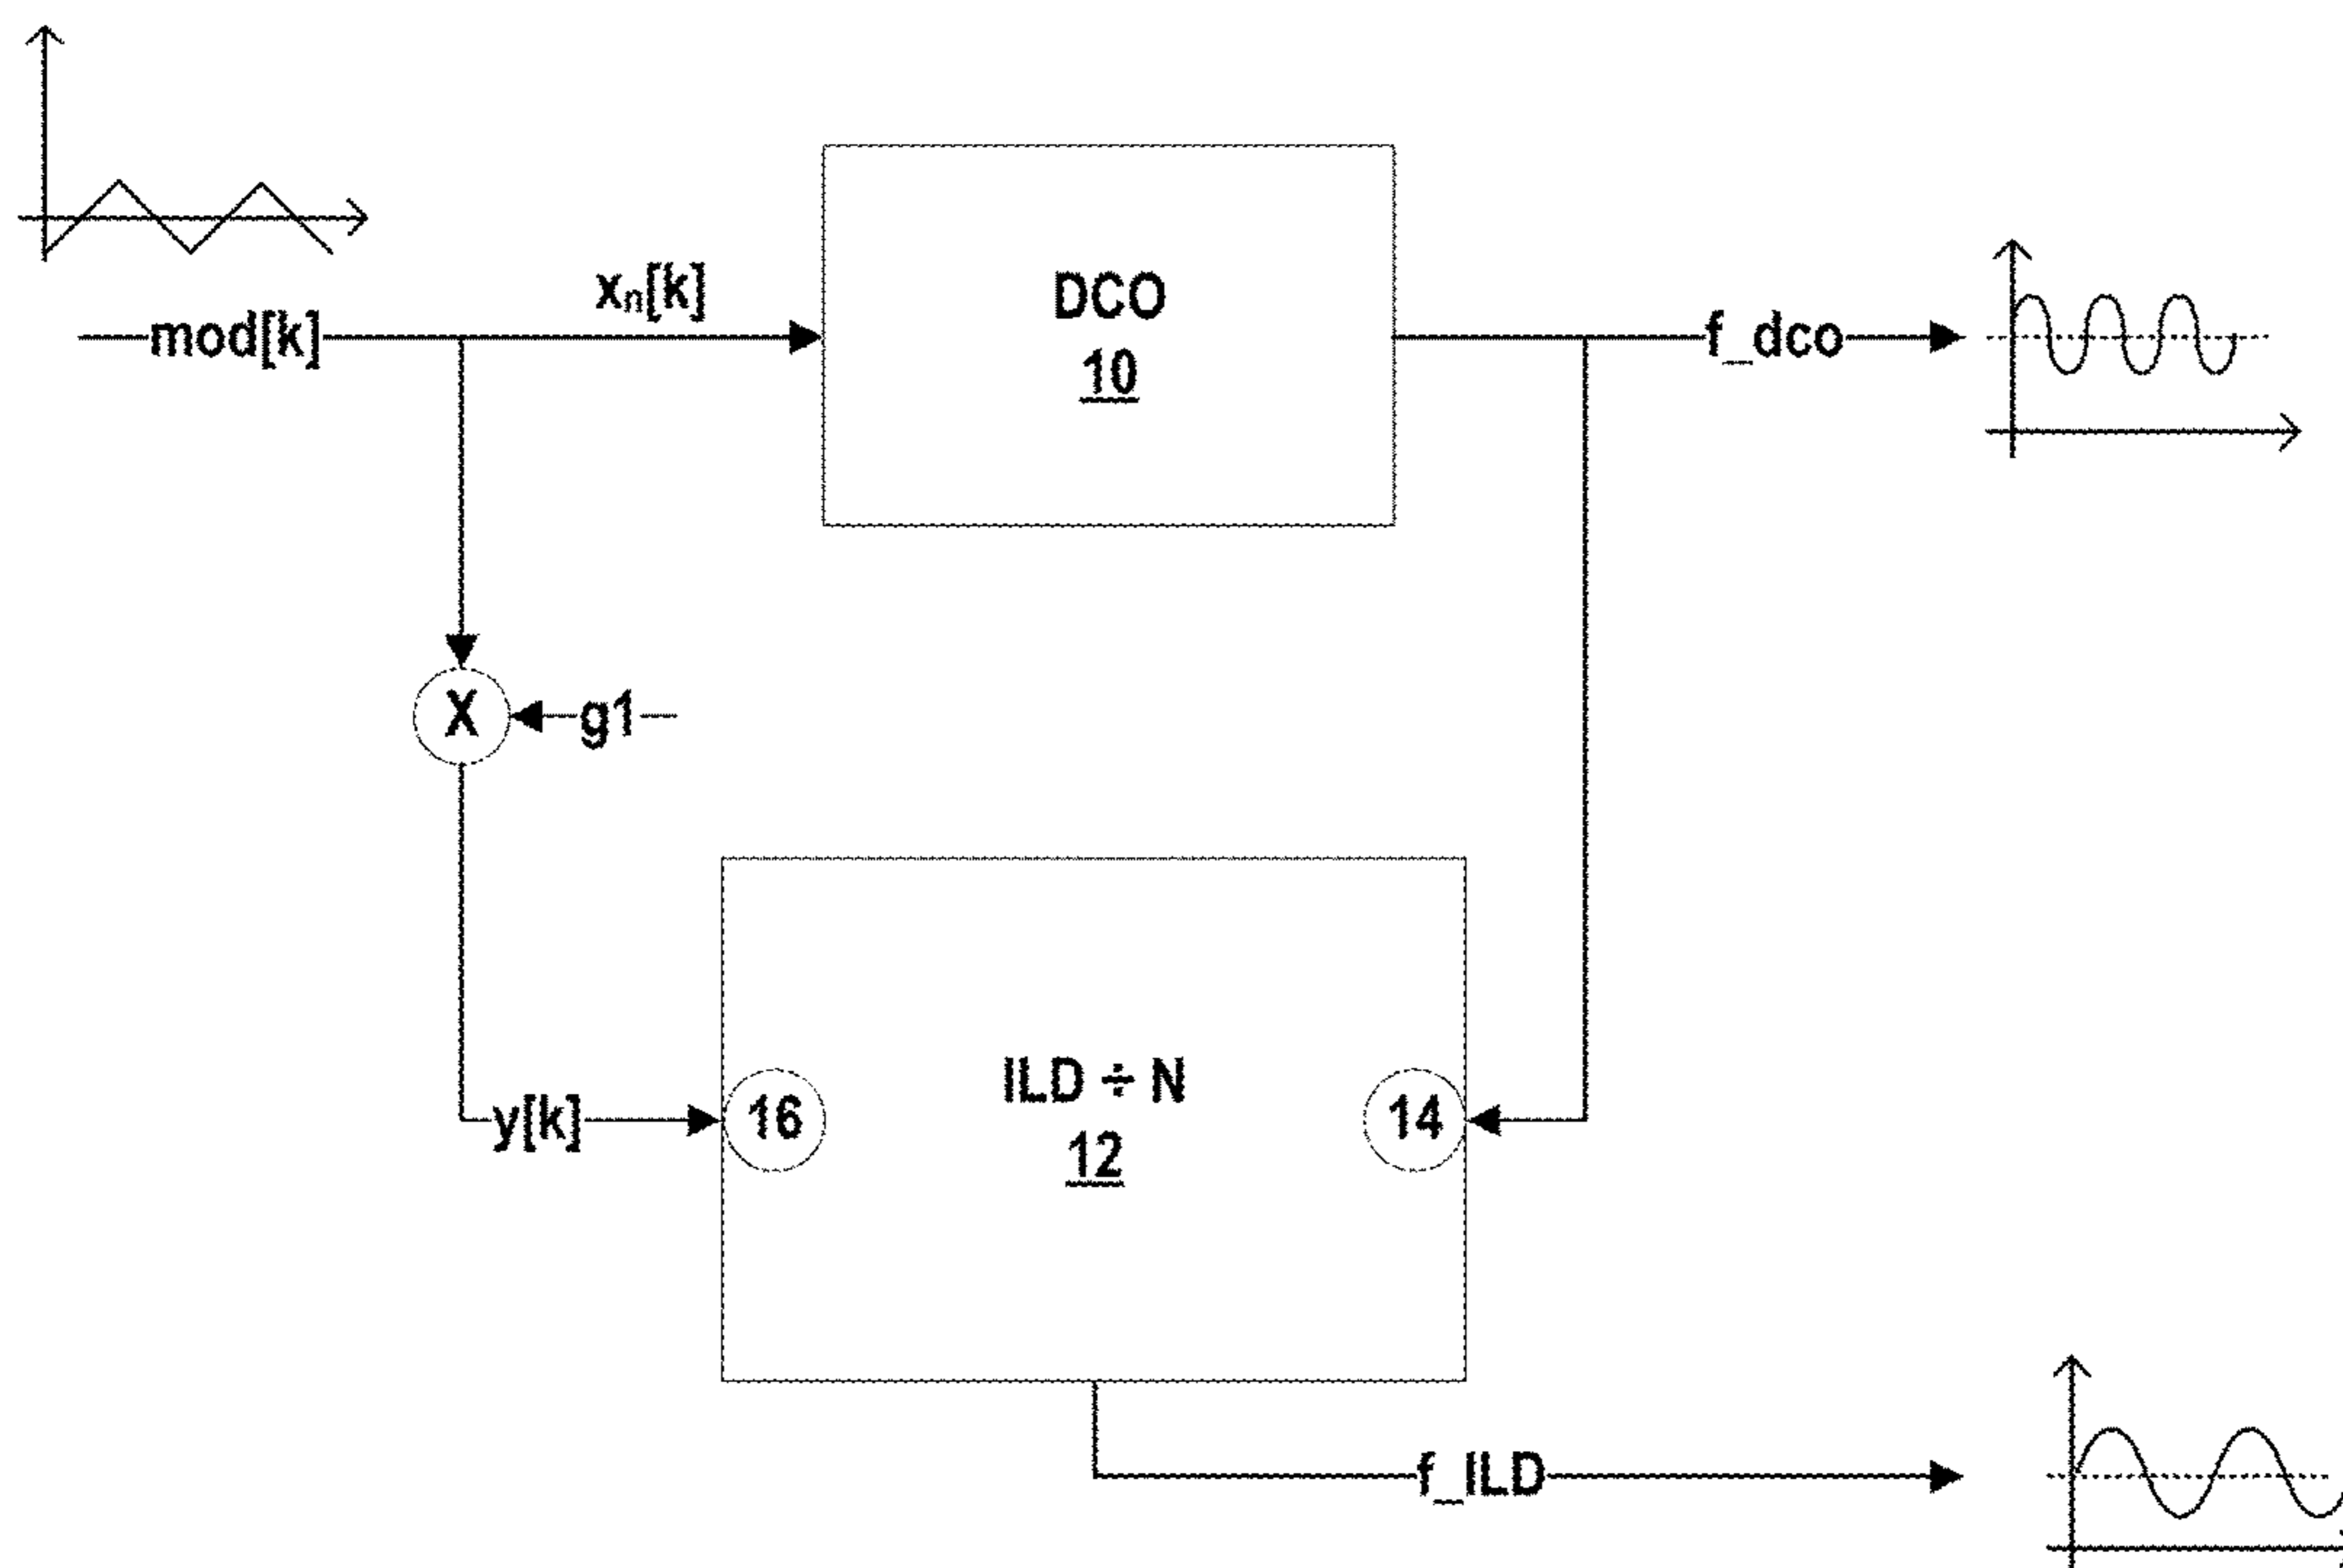 xₙ[k]
mod[k]
DCO
10
f_dco
X
g1
y[k]
16
ILD ÷ N
12
14
f_ILD